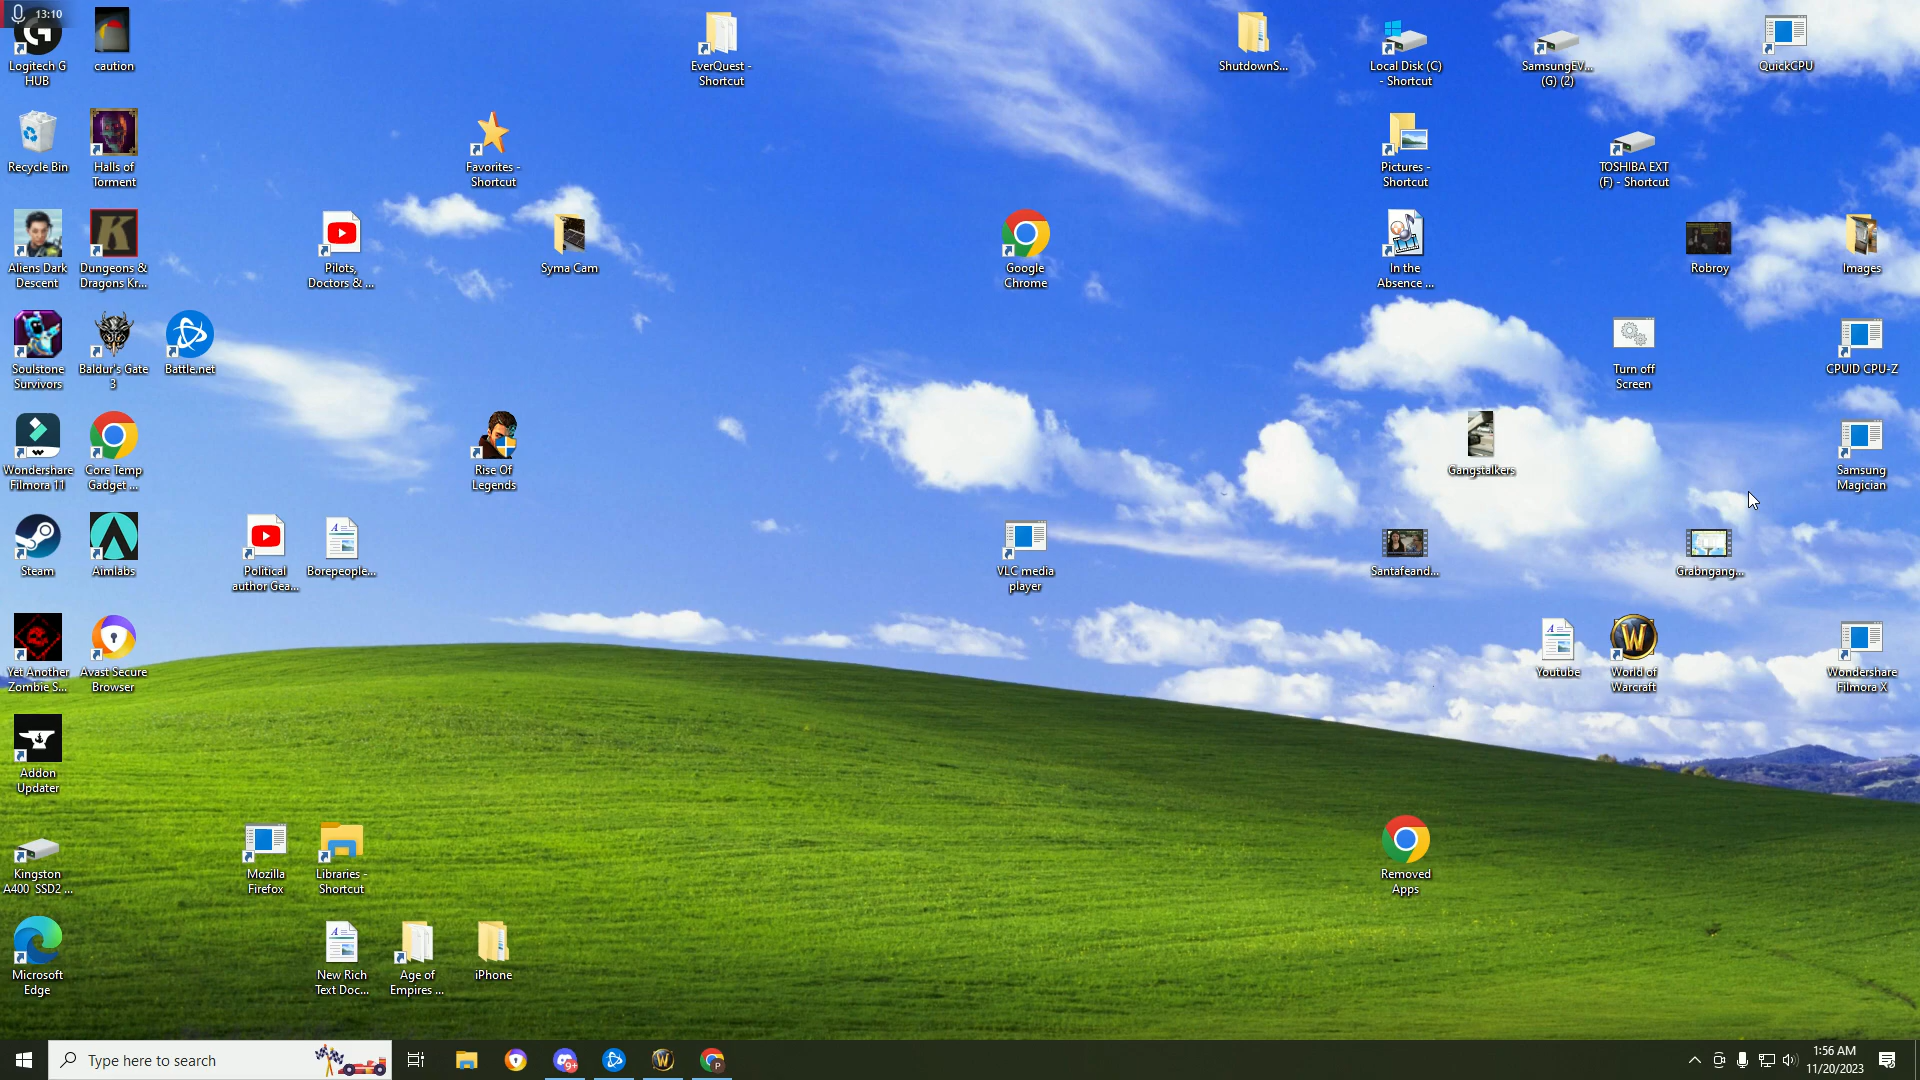 13:10
Logitech G
HUB
caution
EverQuest -
Shortcut
ShutdownS...
Local Disk (C)
- Shortcut
SamsungEV...
(G) (2)
QuickCPU
Recycle Bin
Halls of
Torment
Favorites -
Shortcut
Pictures -
Shortcut
TOSHIBA EXT
(F) - Shortcut
Aliens Dark
Descent
Dungeons &
Dragons Kr...
Pilots,
Doctors & ...
Syma Cam
Google
Chrome
In the
Absence ...
Robroy
Images
Soulstone
Survivors
Baldur's Gate
3
Battle.net
Turn off
Screen
CPUID CPU-Z
Wondershare
Filmora 11
Core Temp
Gadget ...
Rise Of
Legends
Gangstalkers
Samsung
Magician
Steam
Aimlabs
Political
author Gea...
Borepeople...
VLC media
player
Santafeand...
Grabngang...
Yet Another
Zombie S...
Avast Secure
Browser
Youtube
World of
Warcraft
Wondershare
Filmora X
Addon
Updater
Kingston
A400 SSD2 ...
Mozilla
Firefox
Libraries -
Shortcut
Removed
Apps
Microsoft
Edge
New Rich
Text Doc...
Age of
Empires ...
iPhone
Type here to search
9+
P
1:56 AM
11/20/2023